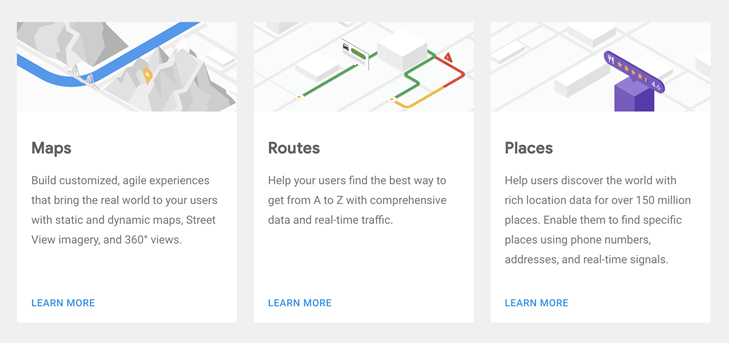 Maps
Build customized, agile experiences
that bring the real world to your users
with static and dynamic maps, Street
View imagery, and 360° views.
LEARN MORE
Routes
Help your users find the best way to
get from A to Z with comprehensive
data and real-time traffic.
LEARN MORE
Places
Help users discover the world with
rich location data for over 150 million
places. Enable them to find specific
places using phone numbers,
addresses, and real-time signals.
LEARN MORE